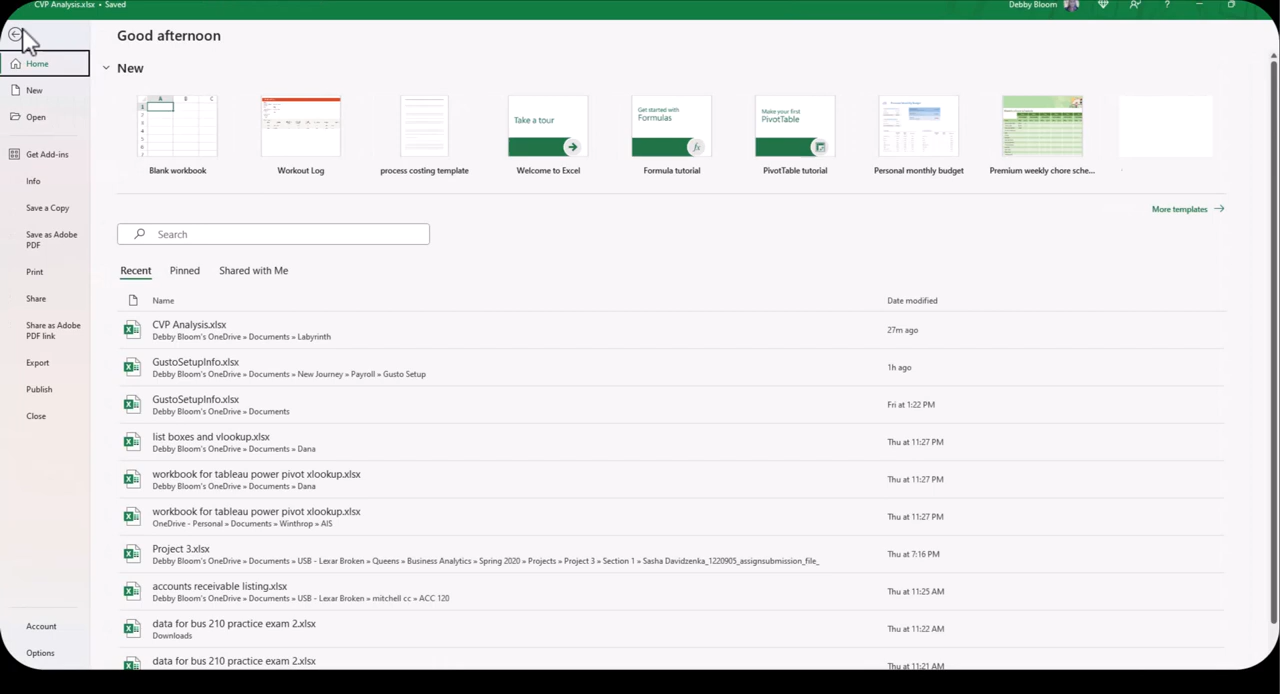 CVP Analysis.xlsx • Saved
Debby Bloom
?
Good afternoon
Home
New
New
Open
Get Add-ins
Info
Save a Copy
Save as Adobe
PDF
Print
Share
Share as Adobe
PDF link
Export
Publish
Close
Account
Options
A B C
1
2
3
4
5
6
7
Take a tour
Get started with
Formulas
fx
Make your first
PivotTable
Blank workbook
Workout Log
process costing template
Welcome to Excel
Formula tutorial
PivotTable tutorial
Personal monthly budget
Premium weekly chore sche...
More templates
Search
Recent Pinned Shared with Me
Name Date modified
CVP Analysis.xlsx
Debby Bloom's OneDrive » Documents » Labyrinth
27m ago
GustoSetupInfo.xlsx
Debby Bloom's OneDrive » Documents » New Journey » Payroll » Gusto Setup
1h ago
GustoSetupInfo.xlsx
Debby Bloom's OneDrive » Documents
Fri at 1:22 PM
list boxes and vlookup.xlsx
Debby Bloom's OneDrive » Documents » Dana
Thu at 11:27 PM
workbook for tableau power pivot xlookup.xlsx
Debby Bloom's OneDrive » Documents » Dana
Thu at 11:27 PM
workbook for tableau power pivot xlookup.xlsx
OneDrive - Personal » Documents » Winthrop » AIS
Thu at 11:27 PM
Project 3.xlsx
Debby Bloom's OneDrive » Documents » USB - Lexar Broken » Queens » Business Analytics » Spring 2020 » Projects » Project 3 » Section 1 » Sasha Davidzenka_1220905_assignsubmission_file_
Thu at 7:16 PM
accounts receivable listing.xlsx
Debby Bloom's OneDrive » Documents » USB - Lexar Broken » mitchell cc » ACC 120
Thu at 11:25 AM
data for bus 210 practice exam 2.xlsx
Downloads
Thu at 11:22 AM
data for bus 210 practice exam 2.xlsx
Thu at 11:21 AM